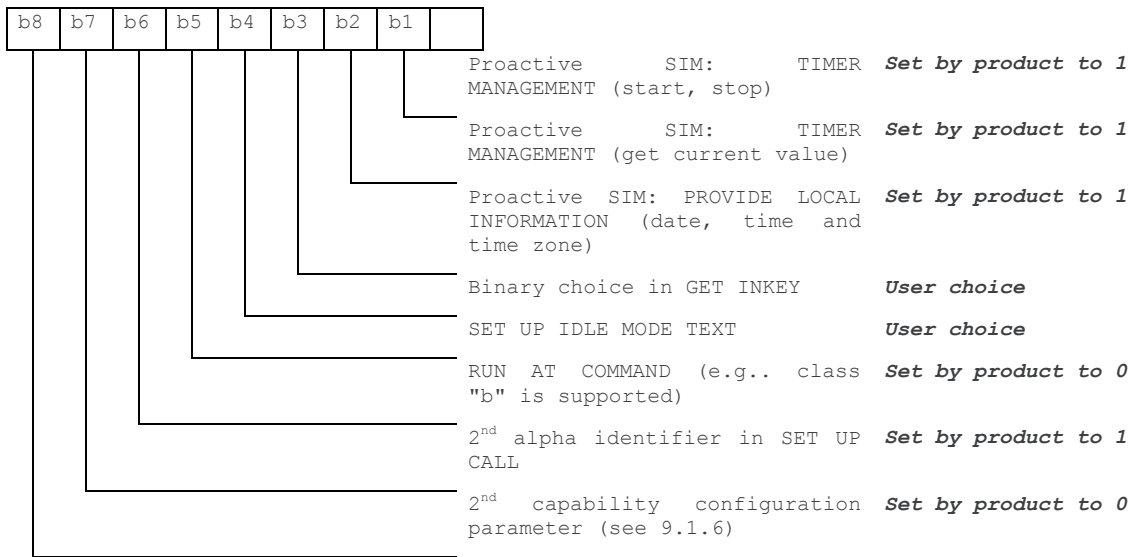 b8 b7 b6 b5 b4 b3 b2 b1
Proactive SIM: TIMER Set by product to 1
MANAGEMENT (start, stop)
Proactive SIM: TIMER Set by product to 1
MANAGEMENT (get current value)
Proactive SIM: PROVIDE LOCAL Set by product to 1
INFORMATION (date, time and
time zone)
Binary choice in GET INKEY User choice
SET UP IDLE MODE TEXT User choice
RUN AT COMMAND (e.g.. class Set by product to 0
"b" is supported)
2nd alpha identifier in SET UP Set by product to 1
CALL
2nd capability configuration Set by product to 0
parameter (see 9.1.6)